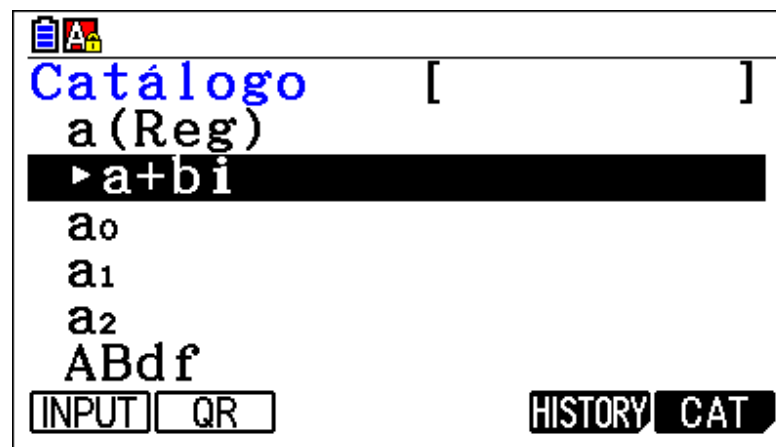 A
Catálogo [ ]
a(Reg)
▶a+bi
a₀
a₁
a₂
ABdf
INPUT QR HISTORY CAT